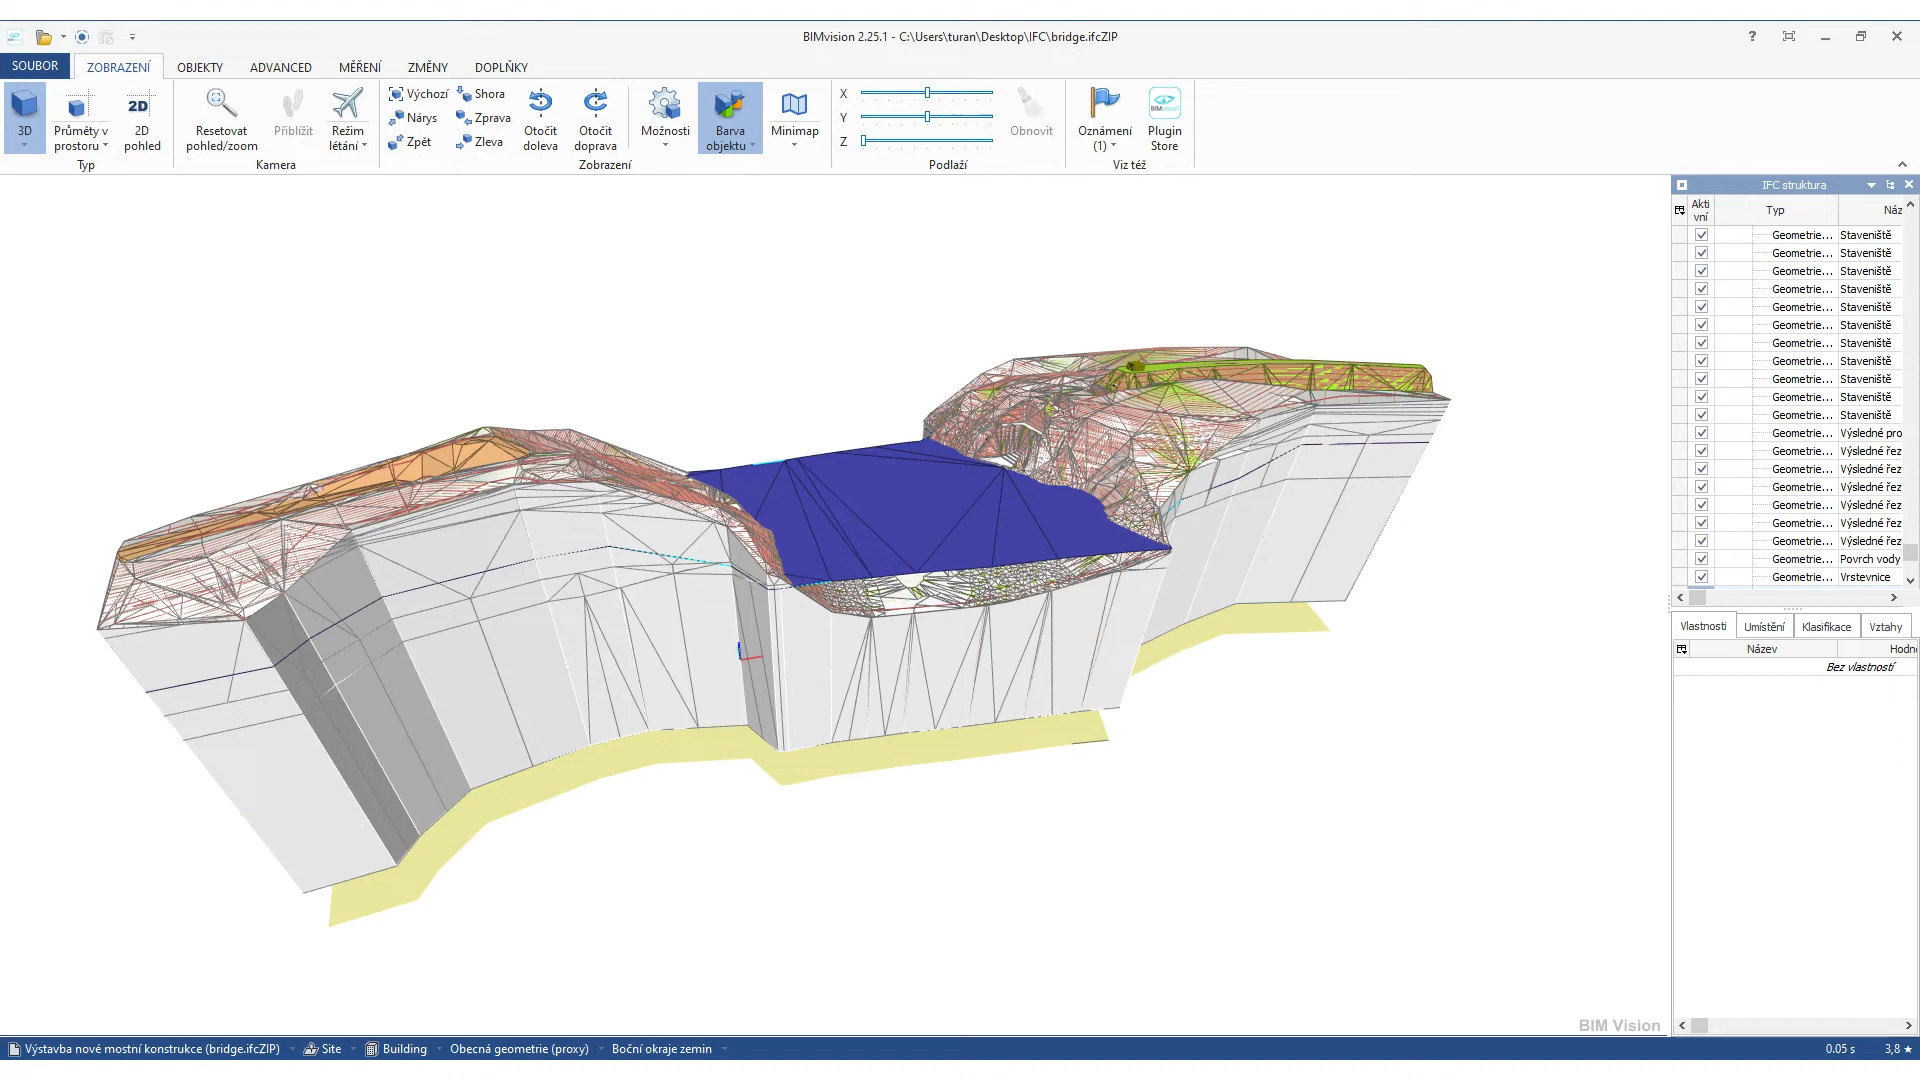 BIMvision 2.25.1 - C:\Users\turan\Desktop\IFC\bridge.ifcZIP
SOUBOR ZOBRAZENÍ OBJEKTY ADVANCED MĚŘENÍ ZMĚNY DOPLŇKY
3D
Průměty v prostoru
2D
2D pohled
Typ
Resetovat pohled/zoom
Přiblížit
Režim létání
Kamera
Výchozí
Nárys
Zpět
Shora
Zprava
Zleva
Otočit doleva
Otočit doprava
Možnosti
Barva objektu
Minimap
Zobrazení
X
Y
Z
Obnovit
Podlaží
Oznámení (1)
BIMvision
Plugin Store
Viz též
IFC struktura
Akti vní Typ Náz
Geometrie... Staveniště
Geometrie... Staveniště
Geometrie... Staveniště
Geometrie... Staveniště
Geometrie... Staveniště
Geometrie... Staveniště
Geometrie... Staveniště
Geometrie... Staveniště
Geometrie... Staveniště
Geometrie... Staveniště
Geometrie... Staveniště
Geometrie... Výsledné pro
Geometrie... Výsledné řez
Geometrie... Výsledné řez
Geometrie... Výsledné řez
Geometrie... Výsledné řez
Geometrie... Výsledné řez
Geometrie... Výsledné řez
Geometrie... Povrch vody
Geometrie... Vrstevnice
Vlastnosti Umístění Klasifikace Vztahy
Název Hodn
Bez vlastností
BIM Vision
Výstavba nové mostní konstrukce (bridge.ifcZIP) Site Building Obecná geometrie (proxy) Boční okraje zemin 0.05 s 3,8 ★